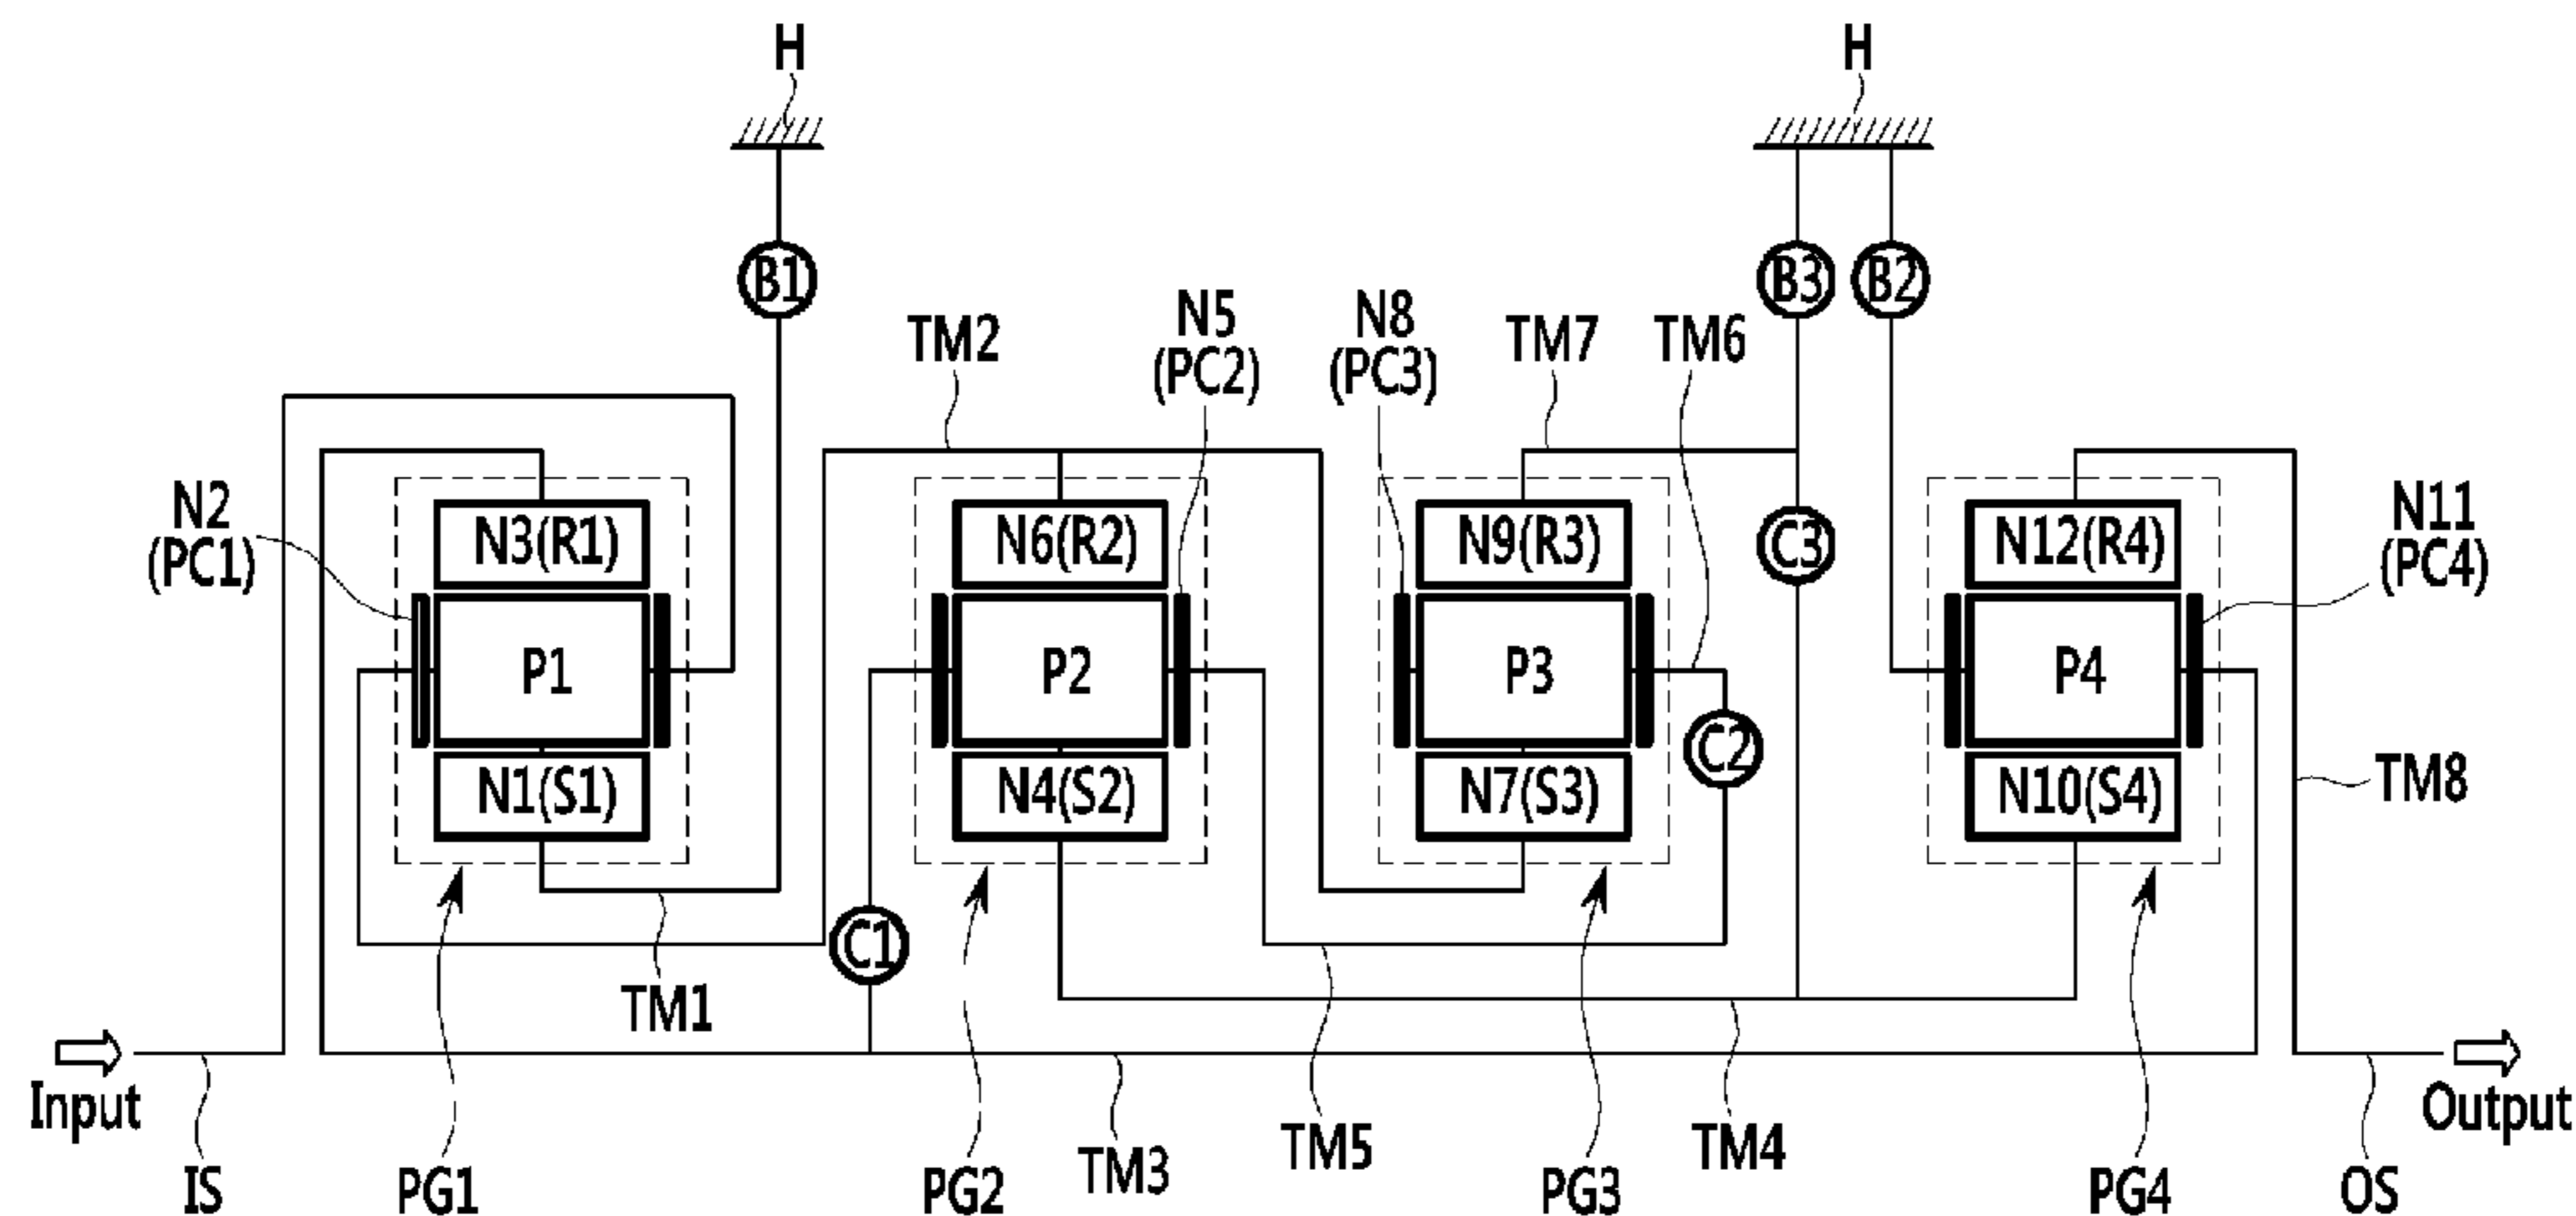 H
H
B1
B3
B2
TM2
N5
(PC2)
N8
(PC3)
TM7
TM6
N2
(PC1)
N3(R1)
N6(R2)
N9(R3)
C3
N12(R4)
N11
(PC4)
P1
P2
P3
P4
C2
N1(S1)
N4(S2)
N7(S3)
N10(S4)
TM8
C1
TM1
Input
Output
IS
PG1
PG2
TM3
TM5
PG3
TM4
PG4
OS